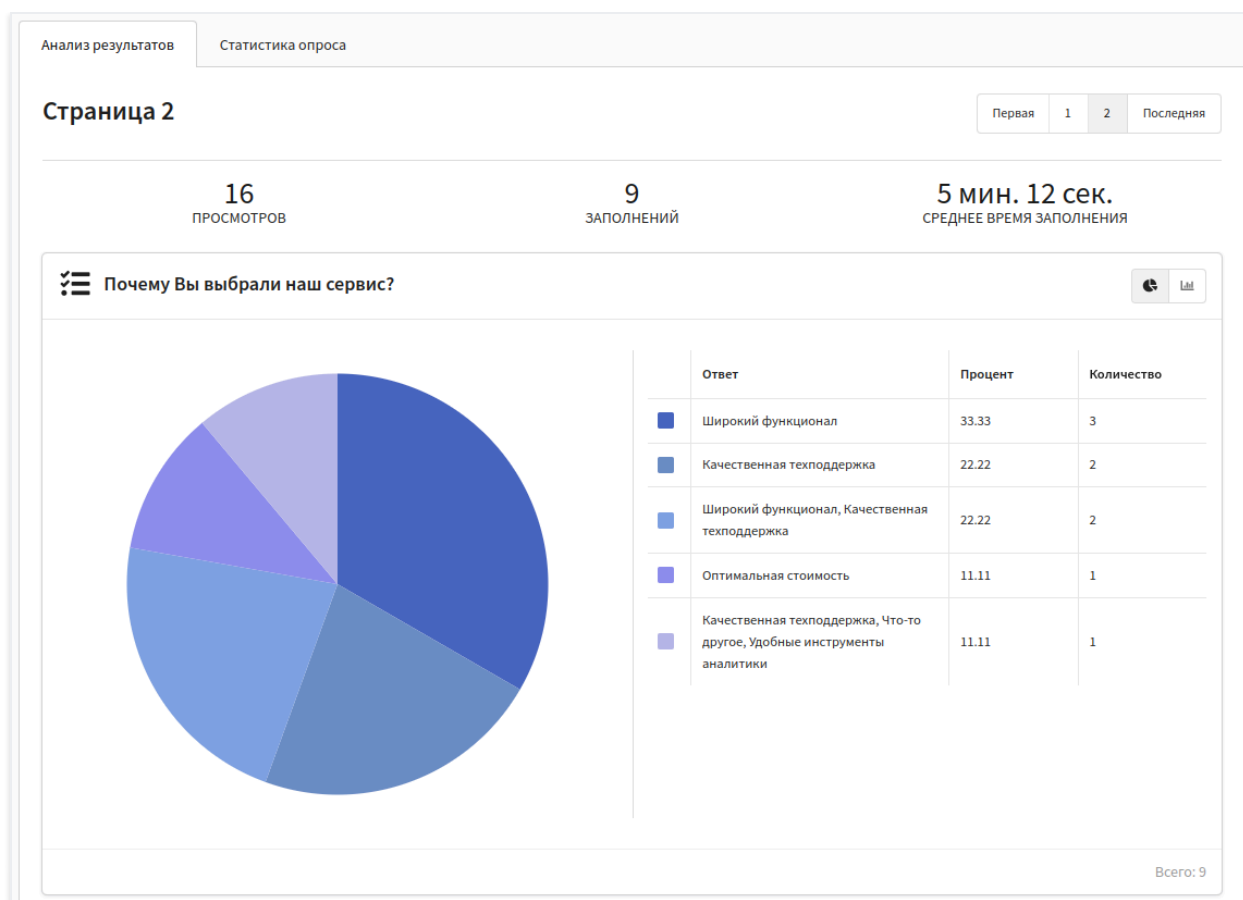 Анализ результатов
Статистика опроса
Страница 2
Первая 1 2 Последняя
16
ПРОСМОТРОВ
9
ЗАПОЛНЕНИЙ
5 мин. 12 сек.
СРЕДНЕЕ ВРЕМЯ ЗАПОЛНЕНИЯ
Почему Вы выбрали наш сервис?
Ответ Процент Количество
Широкий функционал 33.33 3
Качественная техподдержка 22.22 2
Широкий функционал, Качественная
техподдержка 22.22 2
Оптимальная стоимость 11.11 1
Качественная техподдержка, Что-то
другое, Удобные инструменты 11.11 1
аналитики
Всего: 9